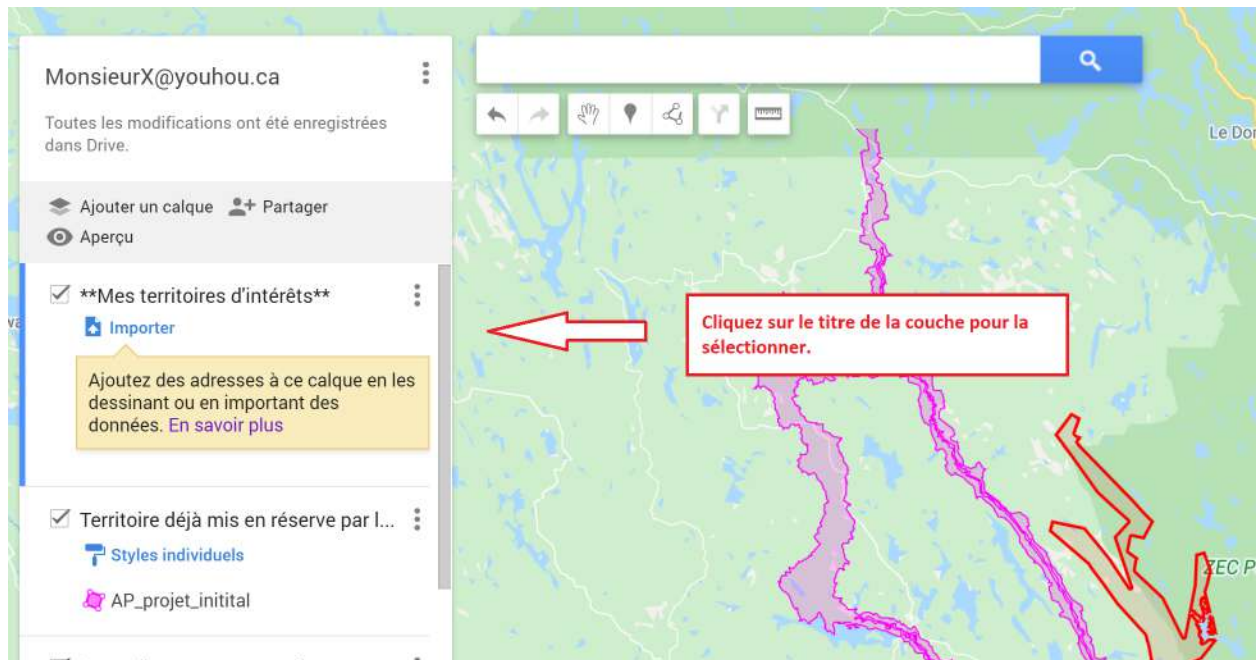 MonsieurX@youhou.ca
Toutes les modifications ont été enregistrées
dans Drive.
Ajouter un calque
Partager
Aperçu
**Mes territoires d'intérêts**
Importer
Ajoutez des adresses à ce calque en les
dessinant ou en important des
données. En savoir plus
Territoire déjà mis en réserve par l...
Styles individuels
AP_projet_initital
Cliquez sur le titre de la couche pour la
sélectionner.
Le Do
ZEC P